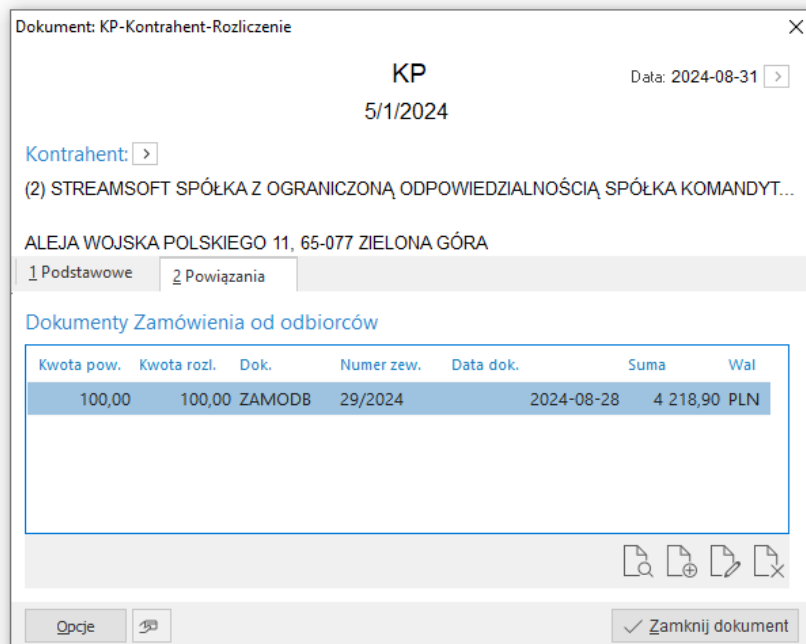 Dokument: KP-Kontrahent-Rozliczenie
KP
Data: 2024-08-31
5/1/2024
Kontrahent:
(2) STREAMSOFT SPÓŁKA Z OGRANICZONĄ ODPOWIEDZIALNOŚCIĄ SPÓŁKA KOMANDYT...
ALEJA WOJSKA POLSKIEGO 11, 65-077 ZIELONA GÓRA
1 Podstawowe 2 Powiązania
Dokumenty Zamówienia od odbiorców
Kwota pow. Kwota rozl. Dok. Numer zew. Data dok. Suma Wal
100,00 100,00 ZAMODB 29/2024 2024-08-28 4 218,90 PLN
Opcje Zamknij dokument